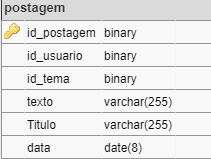 postagem
id_postagem binary
id_usuario binary
id_tema binary
texto varchar(255)
Titulo varchar(255)
data date(8)